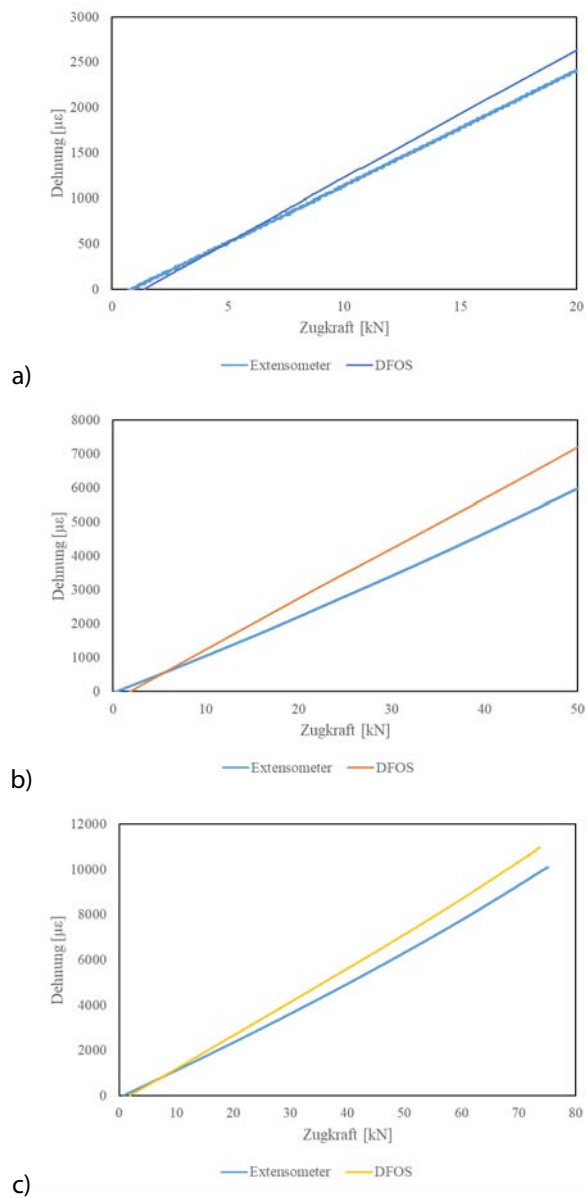 3000
2500
2000
1500
1000
500
0
Dehnung [µε]
0 5 10 15 20
Zugkraft [kN]
Extensometer DFOS
a)
8000
7000
6000
5000
4000
3000
2000
1000
0
Dehnung [µε]
0 10 20 30 40 50
Zugkraft [kN]
Extensometer DFOS
b)
12000
10000
8000
6000
4000
2000
0
Dehnung [µε]
0 10 20 30 40 50 60 70 80
Zugkraft [kN]
Extensometer DFOS
c)